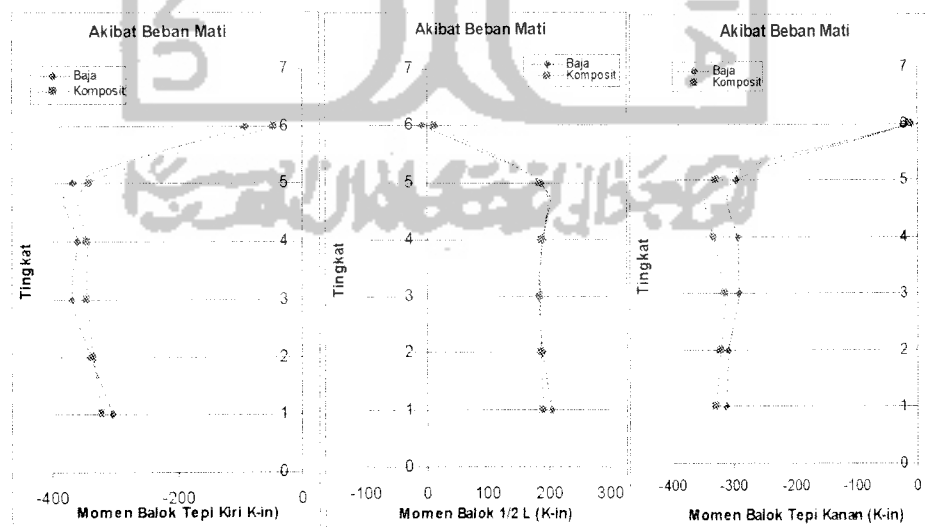 Akibat Beban Mati
Baja
Komposit
7
6
5
4
3
2
1
0
Tingkat
-400 -200 0
Momen Balok Tepi Kiri K-in)
Akibat Beban Mati
Baja
Komposit
7
6
5
4
3
2
1
0
Tingkat
-100 0 100 200 300
Momen Balok 1/2 L (K-in)
Akibat Beban Mati
Baja
Komposit
7
6
5
4
3
2
1
0
Tingkat
-400 -300 -200 -100 0
Momen Balok Tepi Kanan (K-in)